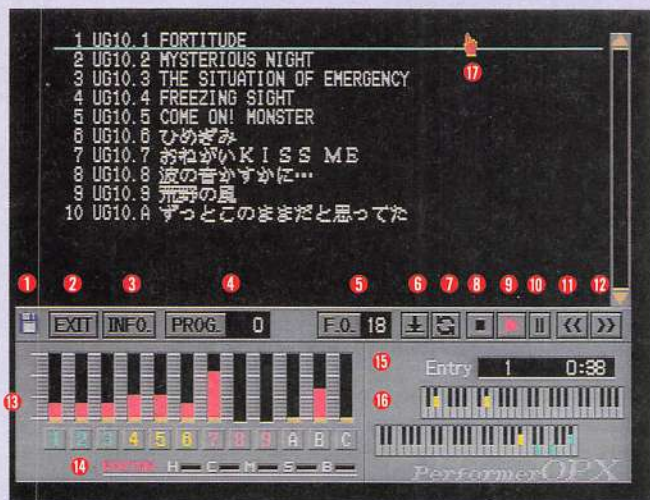 1 UG10.1 FORTITUDE
2 UG10.2 MYSTERIOUS NIGHT
3 UG10.3 THE SITUATION OF EMERGENCY
4 UG10.4 FREEZING SIGHT
5 UG10.5 COME ON! MONSTER
6 UG10.6 ひめぎみ
7 UG10.7 おねがいKISS ME
8 UG10.8 波の音かすかに…
9 UG10.9 荒野の風
10 UG10.A ずっとこのままだと思ってた
⑰
① ② ③ ④ ⑤ ⑥ ⑦ ⑧ ⑨ ⑩ ⑪ ⑫
EXIT INFO. PROG. 0 F.O. 18
⑮ Entry 1 0:38
⑬ ⑯
1 2 3 4 5 6 7 8 9 A B C
⑭ H C M S B
Performer OPX